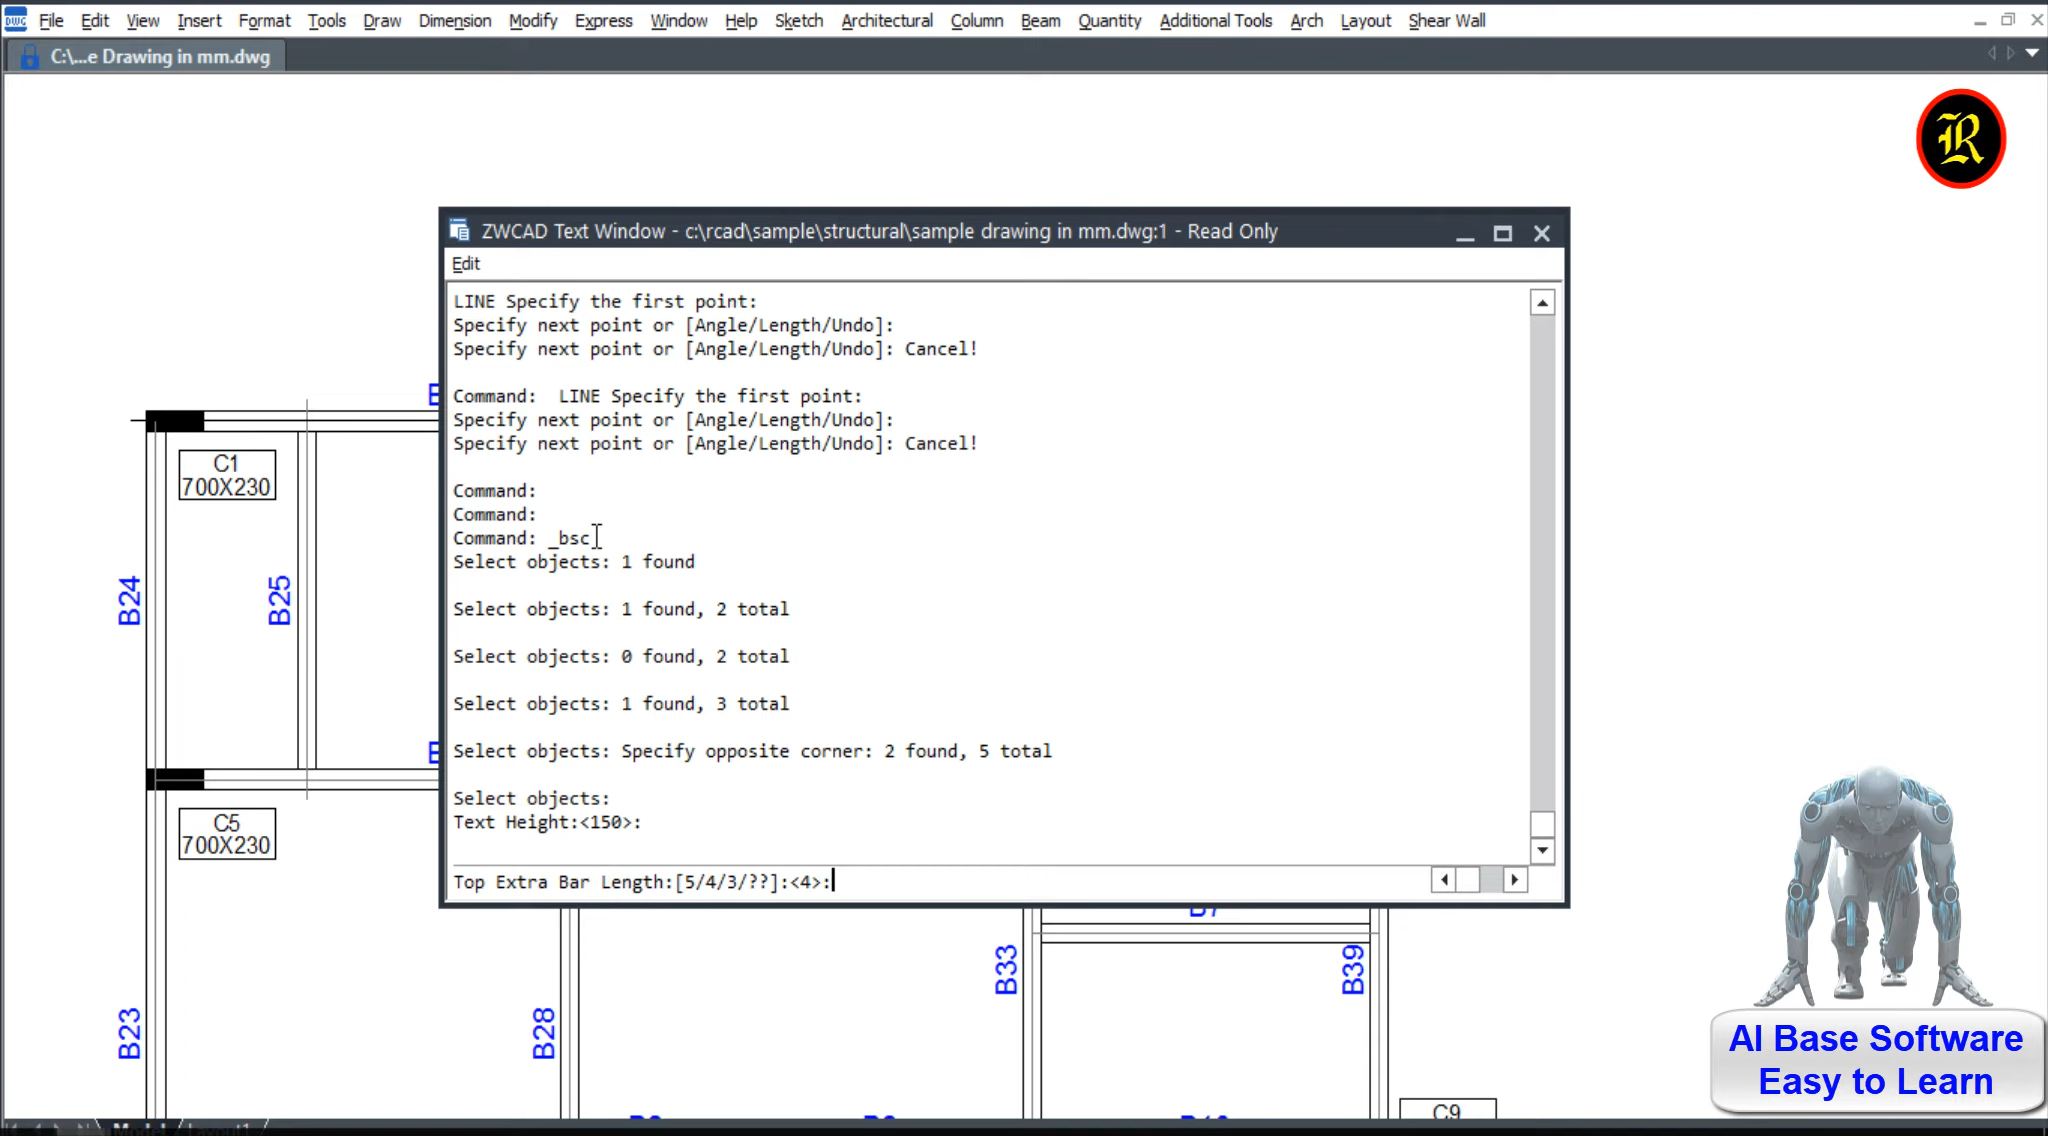 File Edit View Insert Format Tools Draw Dimension Modify Express Window Help Sketch Architectural Column Beam Quantity Additional Tools Arch Layout Shear Wall
C:\...e Drawing in mm.dwg
R
ZWCAD Text Window - c:\rcad\sample\structural\sample drawing in mm.dwg:1 - Read Only
Edit
LINE Specify the first point:
Specify next point or [Angle/Length/Undo]:
Specify next point or [Angle/Length/Undo]: Cancel!
Command:  LINE Specify the first point:
Specify next point or [Angle/Length/Undo]:
Specify next point or [Angle/Length/Undo]: Cancel!
Command:
Command:
Command: _bsc
Select objects: 1 found
Select objects: 1 found, 2 total
Select objects: 0 found, 2 total
Select objects: 1 found, 3 total
Select objects: Specify opposite corner: 2 found, 5 total
Select objects:
Text Height:<150>:
Top Extra Bar Length:[5/4/3/??]:<4>:
C1
700X230
B24
B25
C5
700X230
B23
B28
B33
B39
B7
C9
AI Base Software
Easy to Learn
Model
Layout1